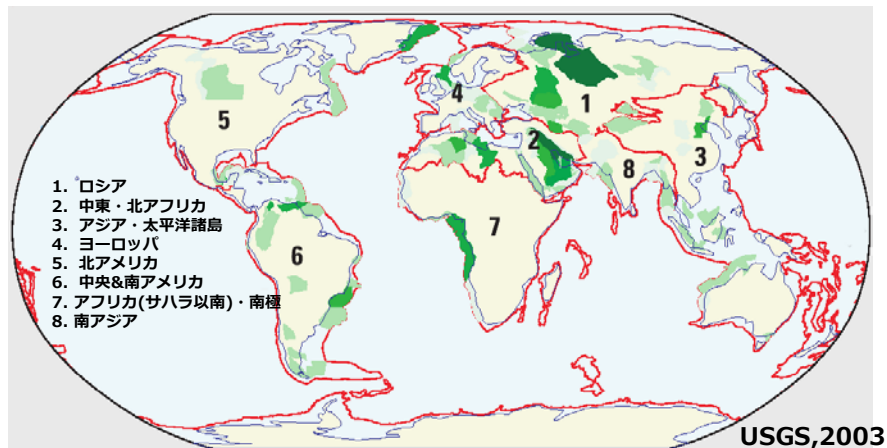 4
1
5
2
3
8
7
6
1. ロシア
2. 中東・北アフリカ
3. アジア・太平洋諸島
4. ヨーロッパ
5. 北アメリカ
6. 中央&南アメリカ
7. アフリカ(サハラ以南)・南極
8. 南アジア
USGS,2003